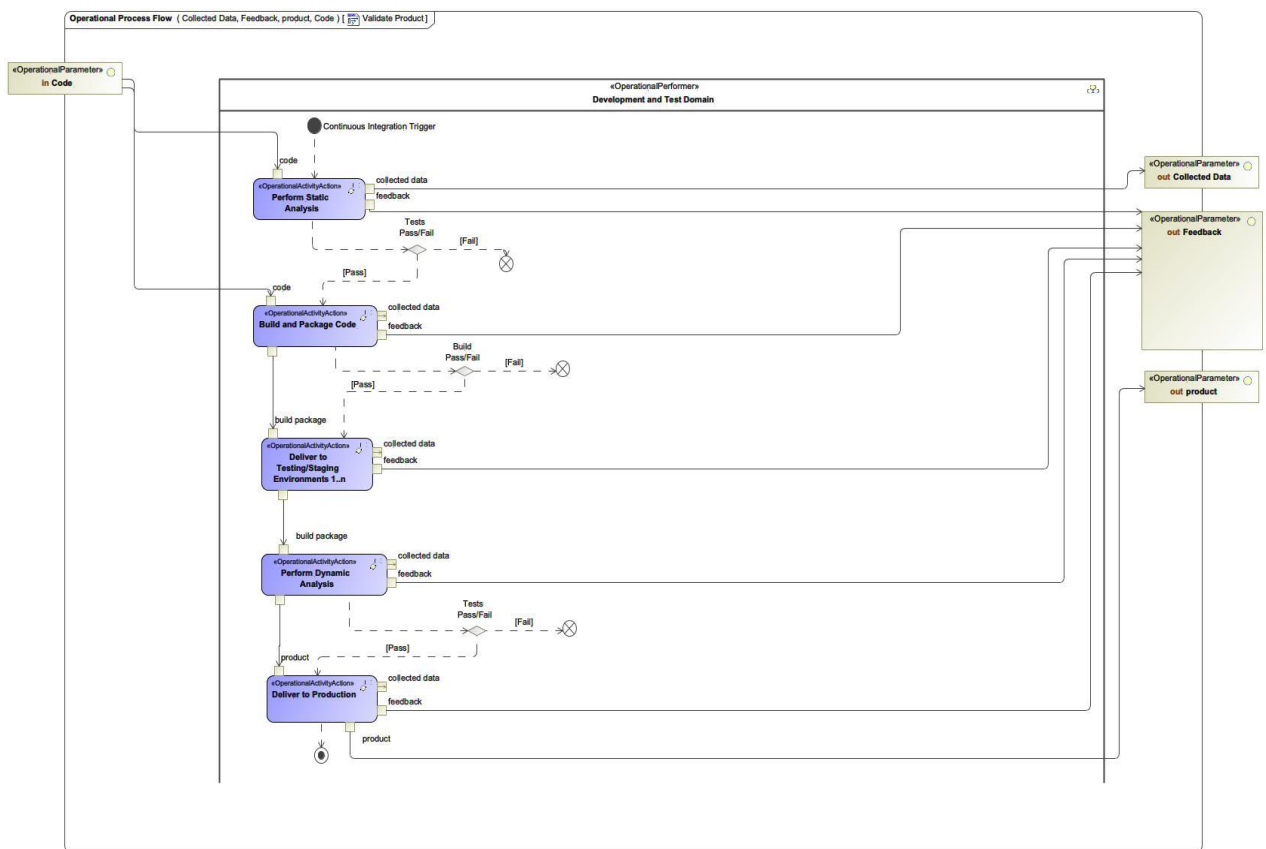 Operational Process Flow ( Collected Data, Feedback, product, Code ) [ Validate Product ]
«OperationalParameter»
in Code
«OperationalPerformer»
Development and Test Domain
Continuous Integration Trigger
code
«OperationalActivityAction»
Perform Static
Analysis
collected data
feedback
«OperationalParameter»
out Collected Data
«OperationalParameter»
out Feedback
Tests
Pass/Fail
[Fail]
[Pass]
code
«OperationalActivityAction»
Build and Package Code
collected data
feedback
Build
Pass/Fail
[Fail]
[Pass]
«OperationalParameter»
out product
build package
«OperationalActivityAction»
Deliver to
Testing/Staging
Environments 1..n
collected data
feedback
build package
«OperationalActivityAction»
Perform Dynamic
Analysis
collected data
feedback
Tests
Pass/Fail
[Fail]
[Pass]
product
«OperationalActivityAction»
Deliver to Production
collected data
feedback
product